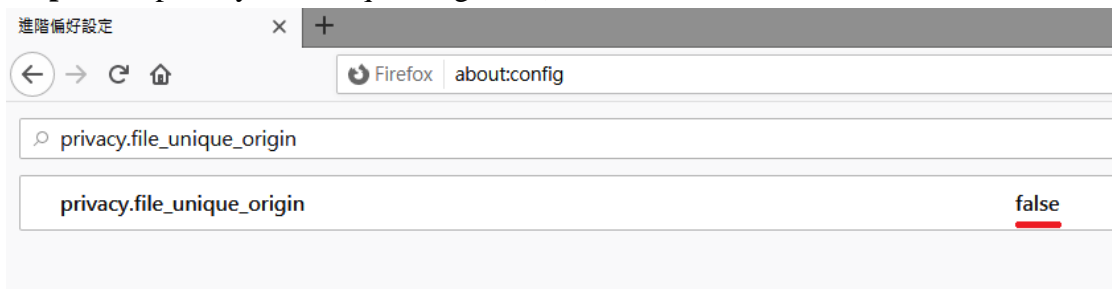 進階偏好設定
Firefox about:config
privacy.file_unique_origin
privacy.file_unique_origin false